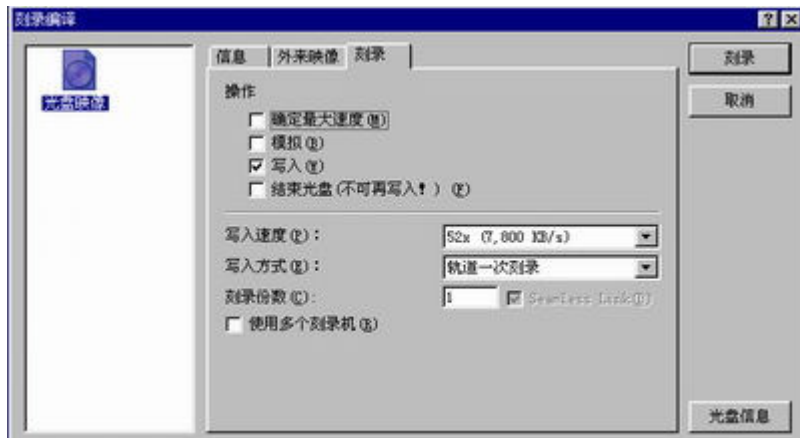 刻录编译
光盘映像
信息
外来映像
刻录
操作
确定最大速度(M)
模拟(S)
写入(W)
结束光盘(不可再写入!) (F)
写入速度(P):
52x (7,800 KB/s)
写入方式(E):
轨道一次刻录
刻录份数(C):
1
Seamless Link(D)
使用多个刻录机(R)
刻录
取消
光盘信息